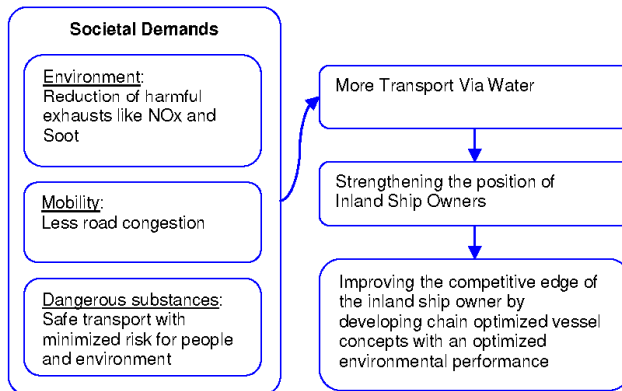 Societal Demands
Environment:
Reduction of harmful
exhausts like NOx and
Soot
Mobility:
Less road congestion
Dangerous substances:
Safe transport with
minimized risk for people
and environment
More Transport Via Water
Strengthening the position of
Inland Ship Owners
Improving the competitive edge of
the inland ship owner by
developing chain optimized vessel
concepts with an optimized
environmental performance